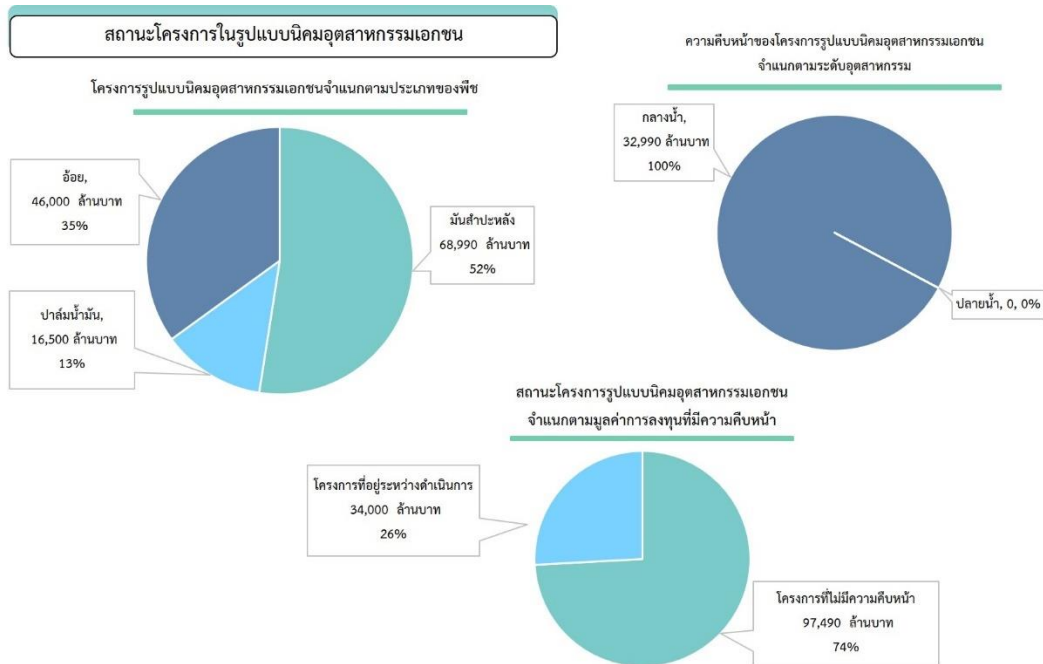 สถานะโครงการในรูปแบบนิคมอุตสาหกรรมเอกชน
โครงการรูปแบบนิคมอุตสาหกรรมเอกชนจำแนกตามประเภทของพืช
อ้อย,
46,000 ล้านบาท
35%
มันสำปะหลัง
68,990 ล้านบาท
52%
ปาล์มน้ำมัน,
16,500 ล้านบาท
13%
ความคืบหน้าของโครงการรูปแบบนิคมอุตสาหกรรมเอกชน
จำแนกตามระดับอุตสาหกรรม
กลางน้ำ,
32,990 ล้านบาท
100%
ปลายน้ำ, 0, 0%
สถานะโครงการรูปแบบนิคมอุตสาหกรรมเอกชน
จำแนกตามมูลค่าการลงทุนที่มีความคืบหน้า
โครงการที่อยู่ระหว่างดำเนินการ
34,000 ล้านบาท
26%
โครงการที่ไม่มีความคืบหน้า
97,490 ล้านบาท
74%